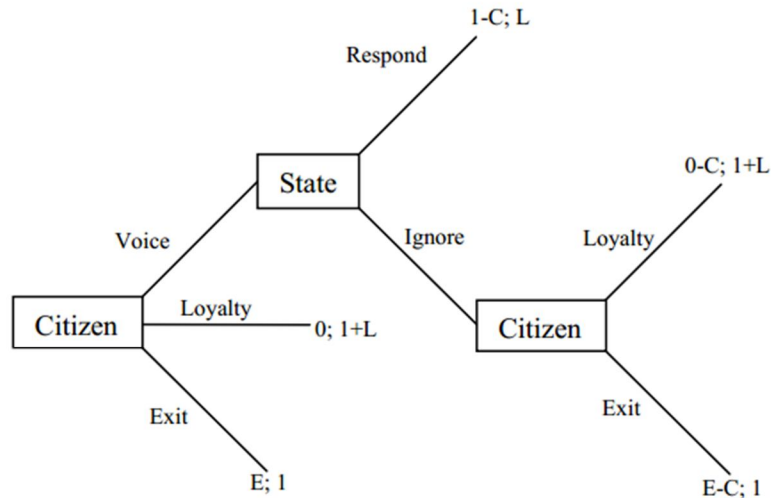 1-C; L
Respond
0-C; 1+L
State
Voice
Ignore
Loyalty
Loyalty
Citizen
0; 1+L
Citizen
Exit
Exit
E; 1
E-C; 1